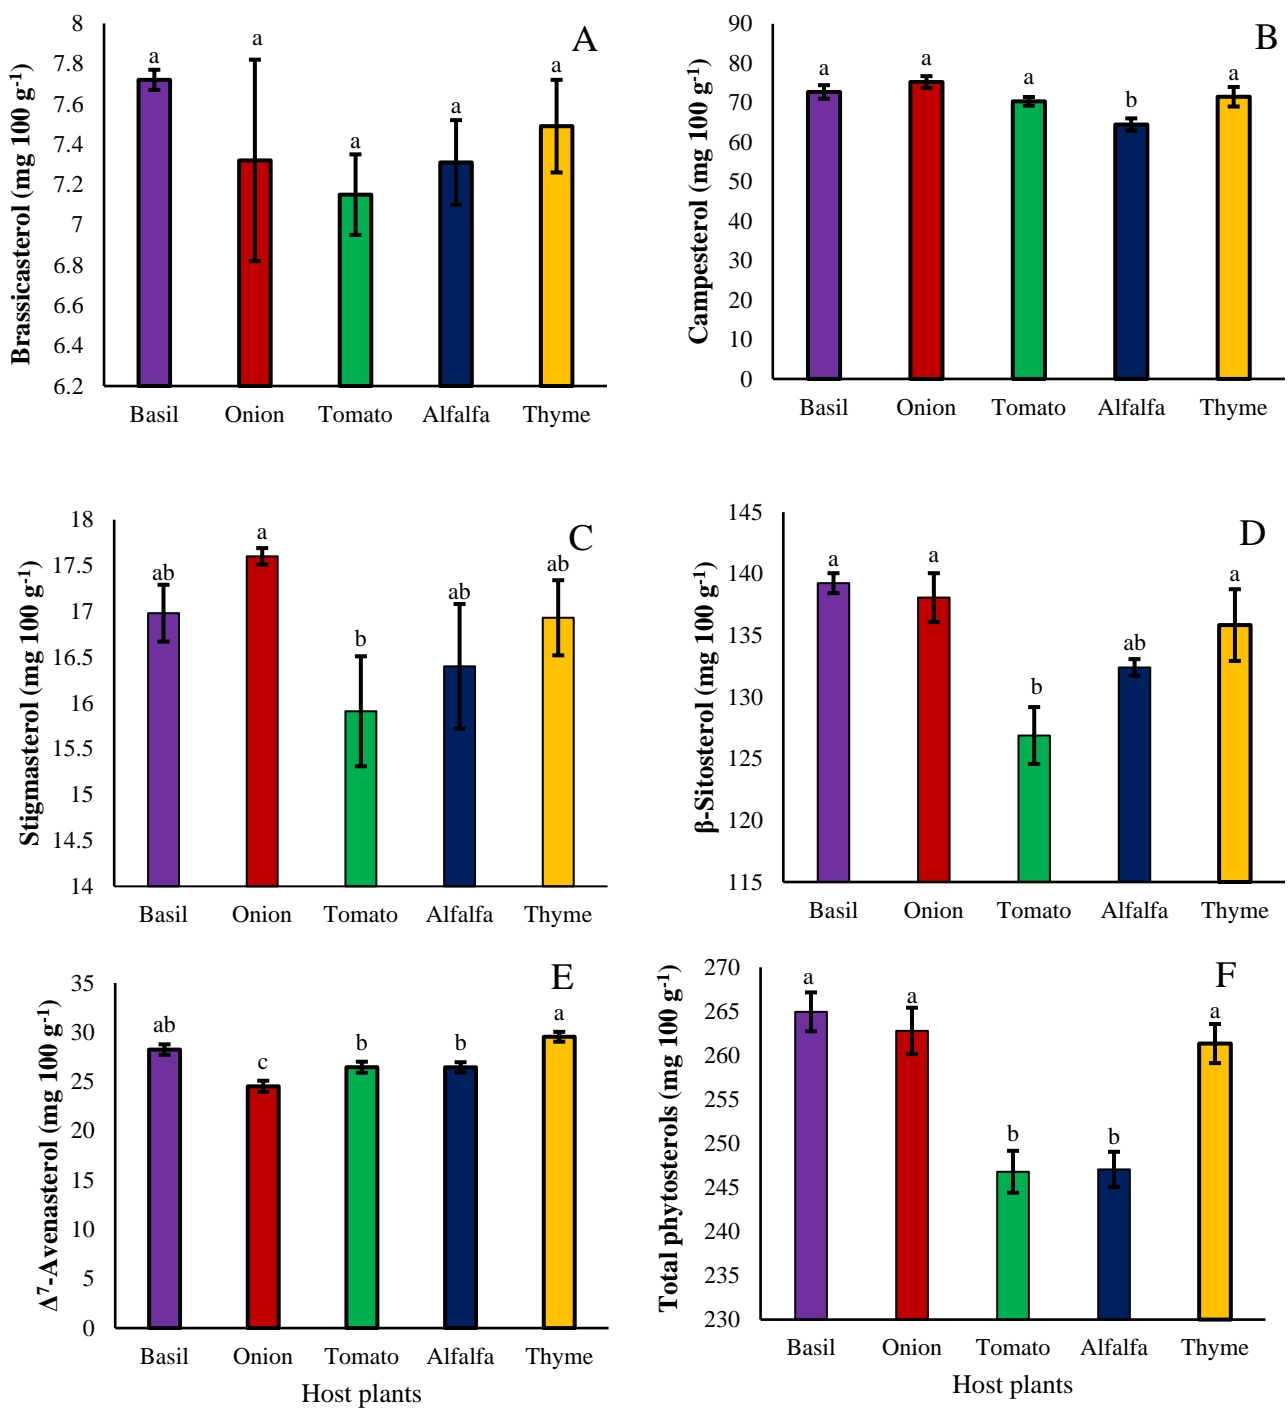 A
Brassicasterol (mg 100 g⁻¹)
8
7.8
7.6
7.4
7.2
7
6.8
6.6
6.4
6.2
a
a
a
a
a
Basil
Onion
Tomato
Alfalfa
Thyme
B
Campesterol (mg 100 g⁻¹)
90
80
70
60
50
40
30
20
10
0
a
a
a
b
a
Basil
Onion
Tomato
Alfalfa
Thyme
C
Stigmasterol (mg 100 g⁻¹)
18
17.5
17
16.5
16
15.5
15
14.5
14
ab
a
b
ab
ab
Basil
Onion
Tomato
Alfalfa
Thyme
D
β-Sitosterol (mg 100 g⁻¹)
145
140
135
130
125
120
115
a
a
b
ab
a
Basil
Onion
Tomato
Alfalfa
Thyme
E
Δ⁷-Avenasterol (mg 100 g⁻¹)
35
30
25
20
15
10
5
0
ab
c
b
b
a
Basil
Onion
Tomato
Alfalfa
Thyme
Host plants
F
Total phytosterols (mg 100 g⁻¹)
270
265
260
255
250
245
240
235
230
a
a
b
b
a
Basil
Onion
Tomato
Alfalfa
Thyme
Host plants